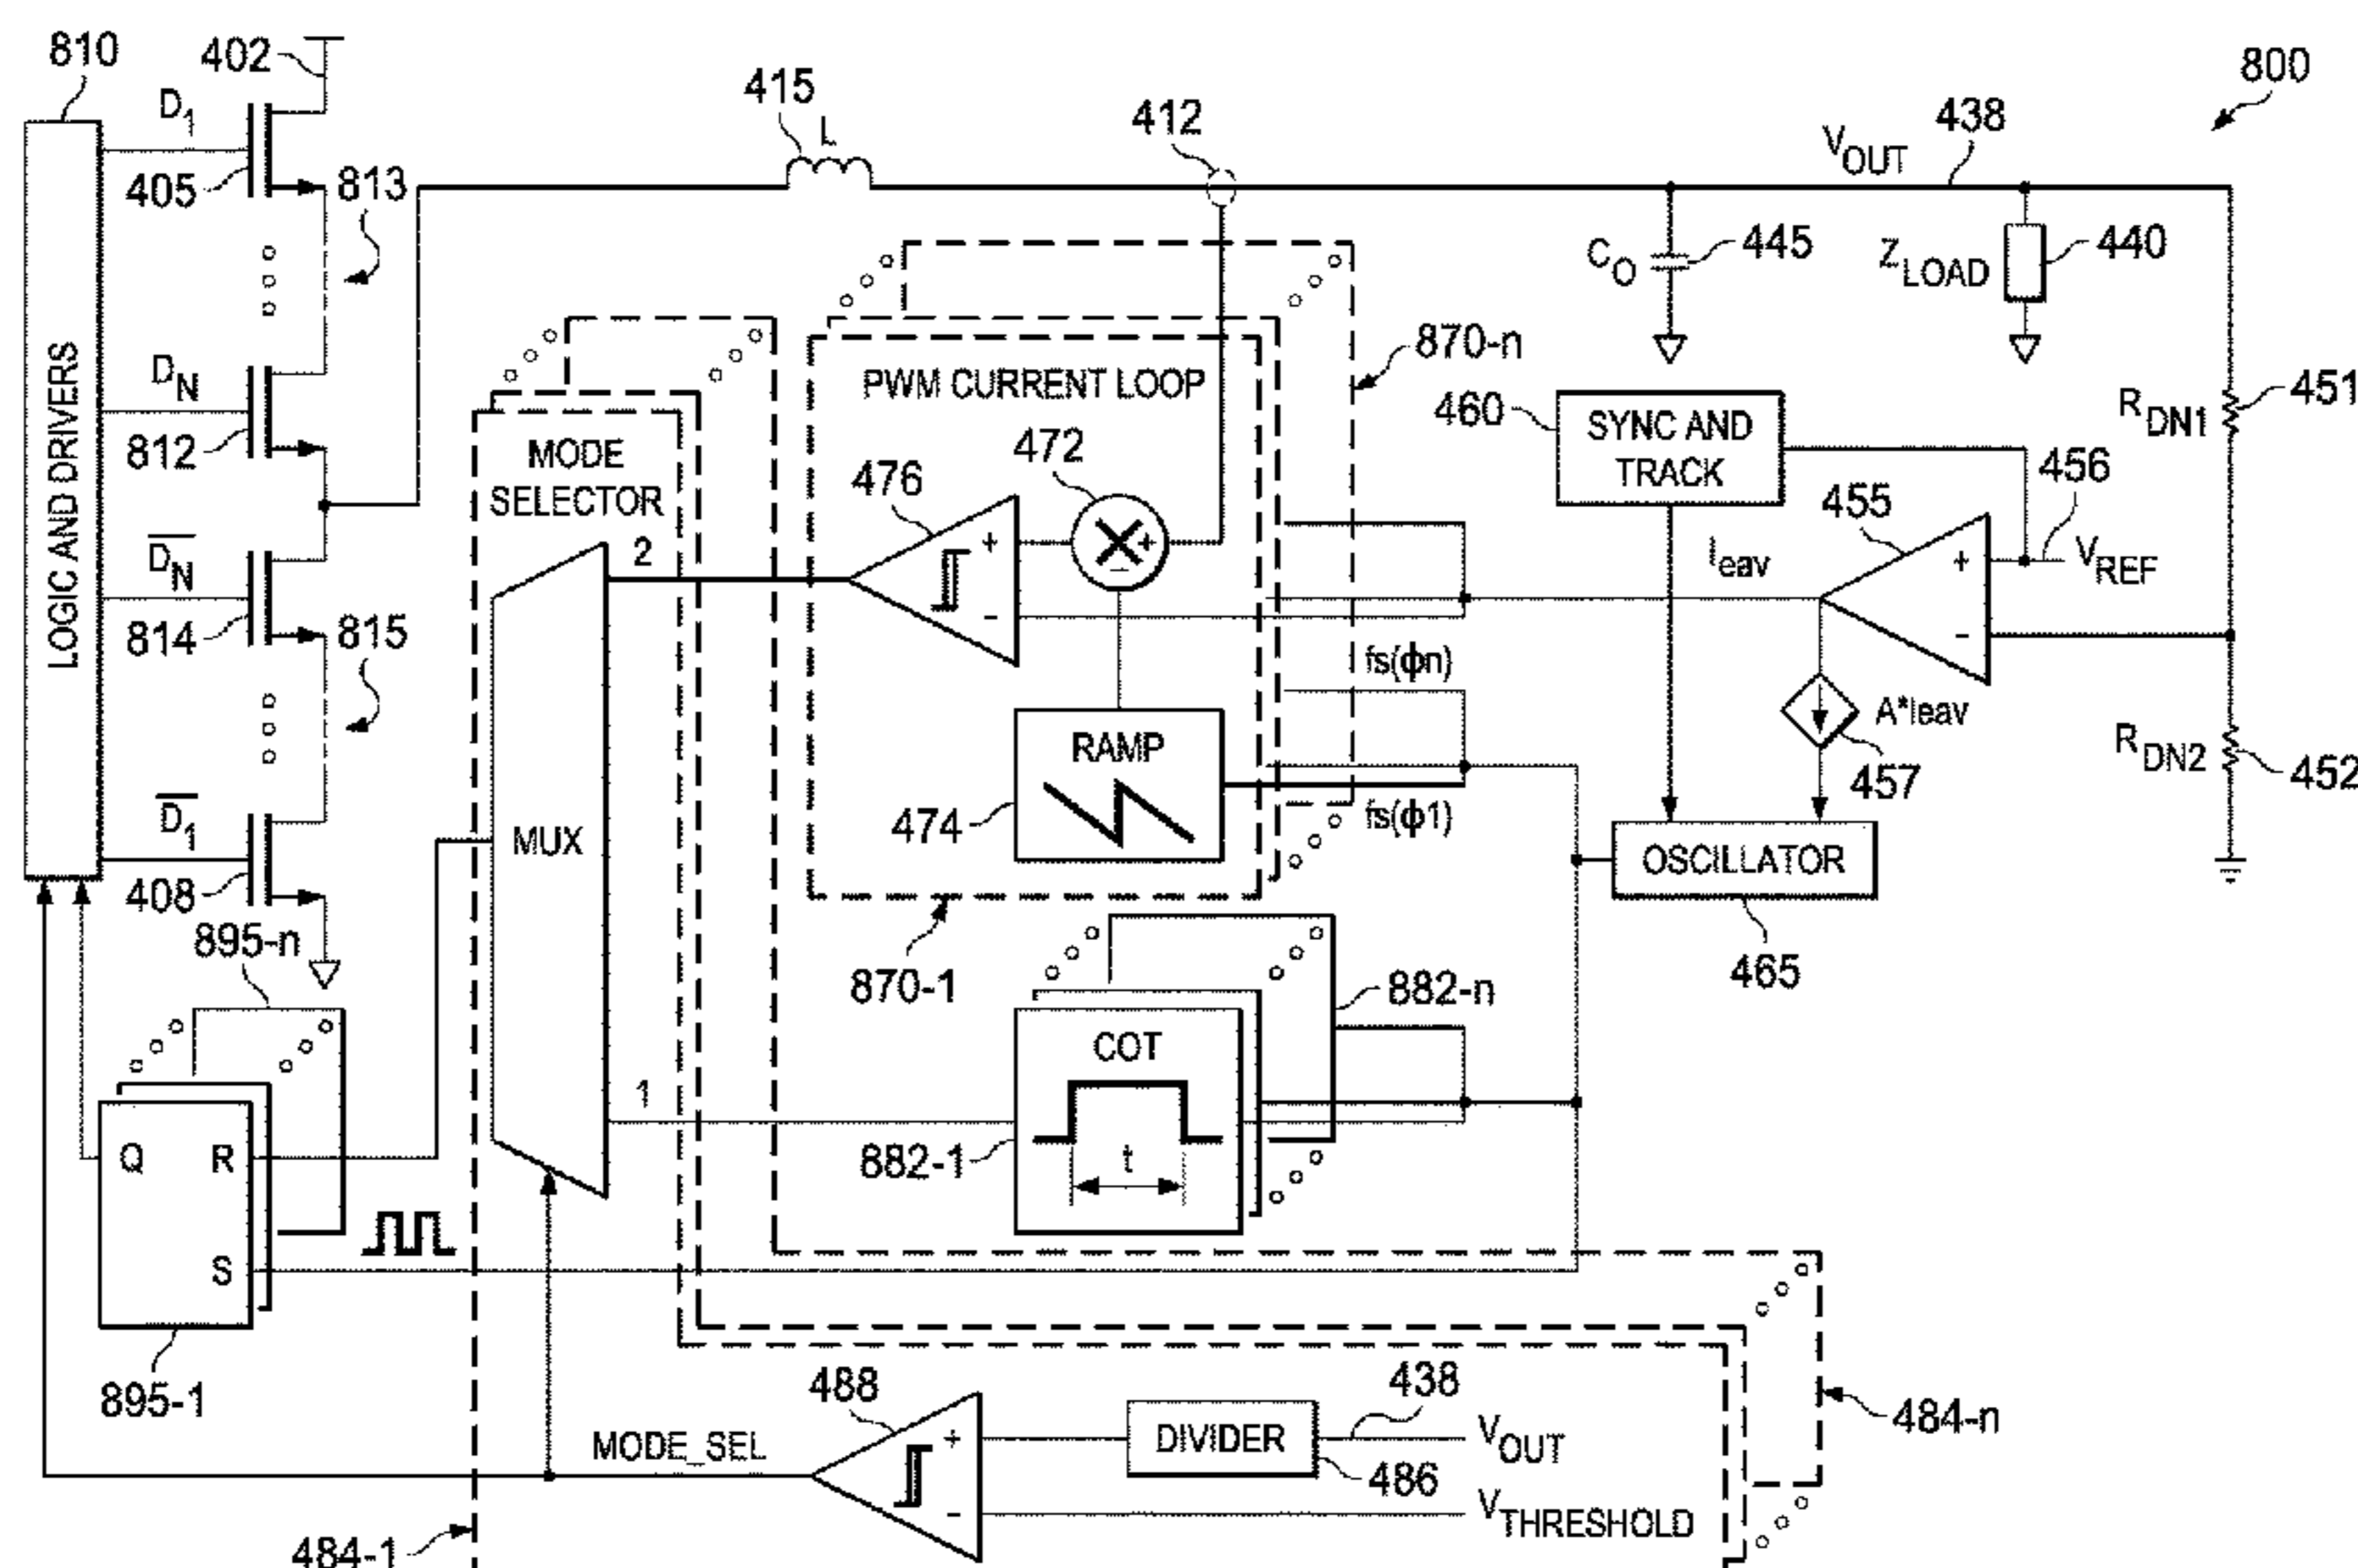 810
402
D1
405
813
415
L
412
VOUT
438
800
CO
445
ZLOAD
440
LOGIC AND DRIVERS
DN
812
DN
814
815
D1
408
MODE
SELECTOR
2
MUX
1
PWM CURRENT LOOP
870-n
476
472
+
+
-
-
RAMP
474
870-1
460
SYNC AND
TRACK
455
456
VREF
+
-
Ieav
fs(ϕn)
fs(ϕ1)
A*Ieav
457
RDN1
451
RDN2
452
OSCILLATOR
465
895-n
Q
R
S
895-1
COT
t
882-1
882-n
488
MODE_SEL
+
-
DIVIDER
438
486
VOUT
VTHRESHOLD
484-n
484-1